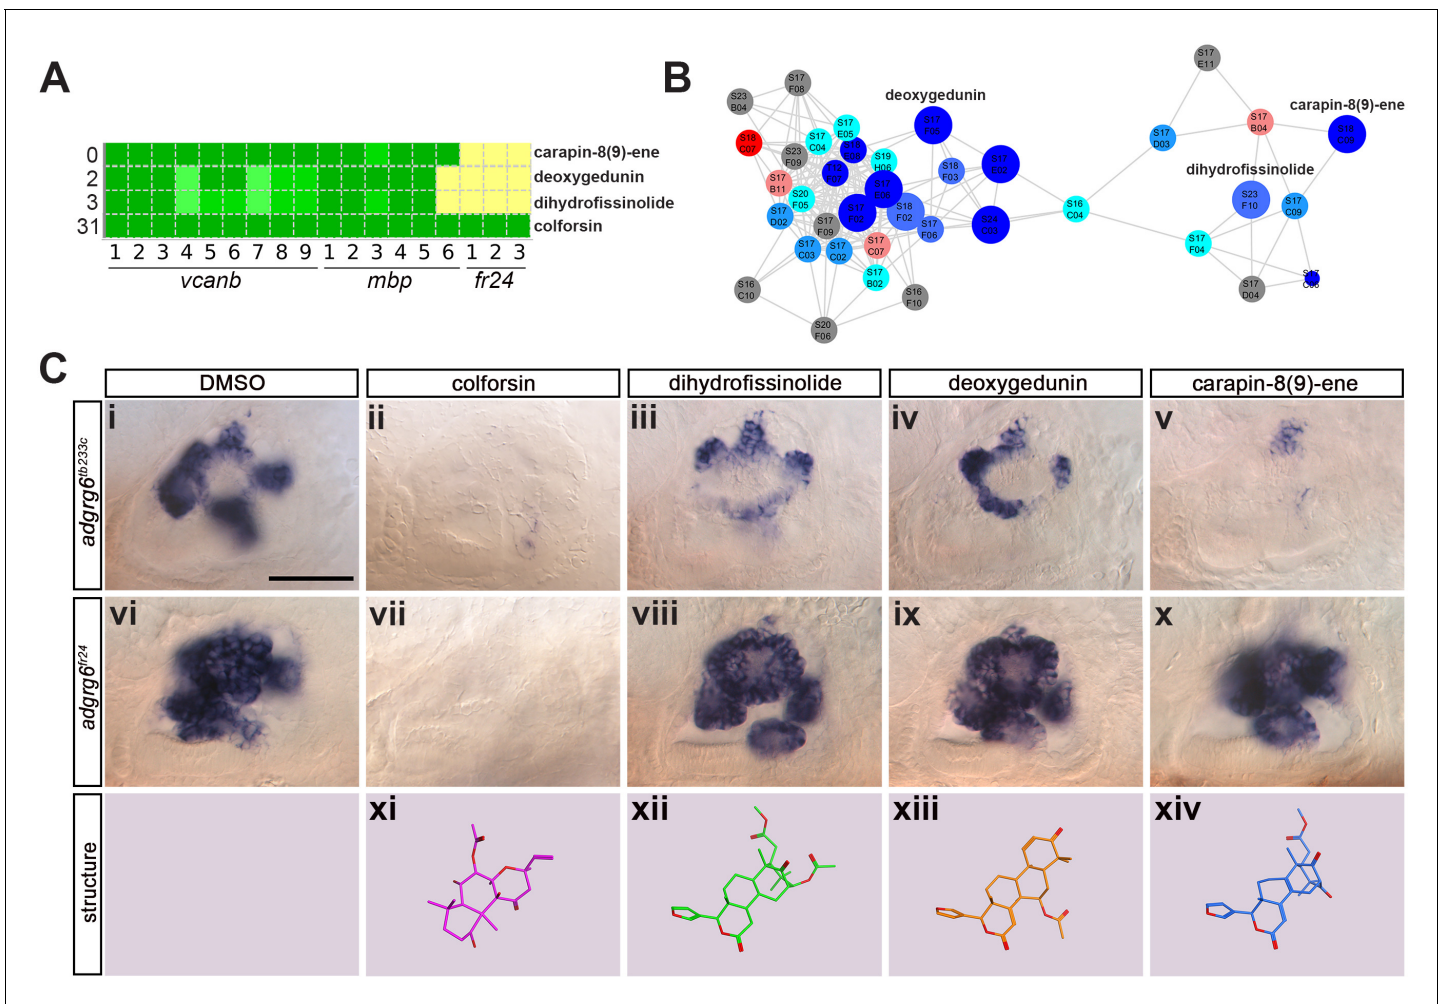 A
0
2
3
31
carapin-8(9)-ene
deoxygedunin
dihydrofissinolide
colforsin
1 2 3 4 5 6 7 8 9 1 2 3 4 5 6 1 2 3
vcanb mbp fr24
B
deoxygedunin
carapin-8(9)-ene
dihydrofissinolide
S17 E11
S17 F08
S23 B04
S17 E05
S17 C04
S18 C07
S23 F09
S19 H06
S17 B11
S20 F05
S17 D02
S17 F09
S18 F02
S17 F06
S18 F03
S17 E02
S24 C03
S17 C03
S17 C02
S17 C07
S17 B02
S16 C10
S16 F10
S20 F06
S16 C04
S17 D03
S17 B04
S23 F10
S17 C09
S17 F04
S17 D04
C
DMSO
colforsin
dihydrofissinolide
deoxygedunin
carapin-8(9)-ene
adgrg6tb233c
i
ii
iii
iv
v
adgrg6fr24
vi
vii
viii
ix
x
structure
xi
xii
xiii
xiv